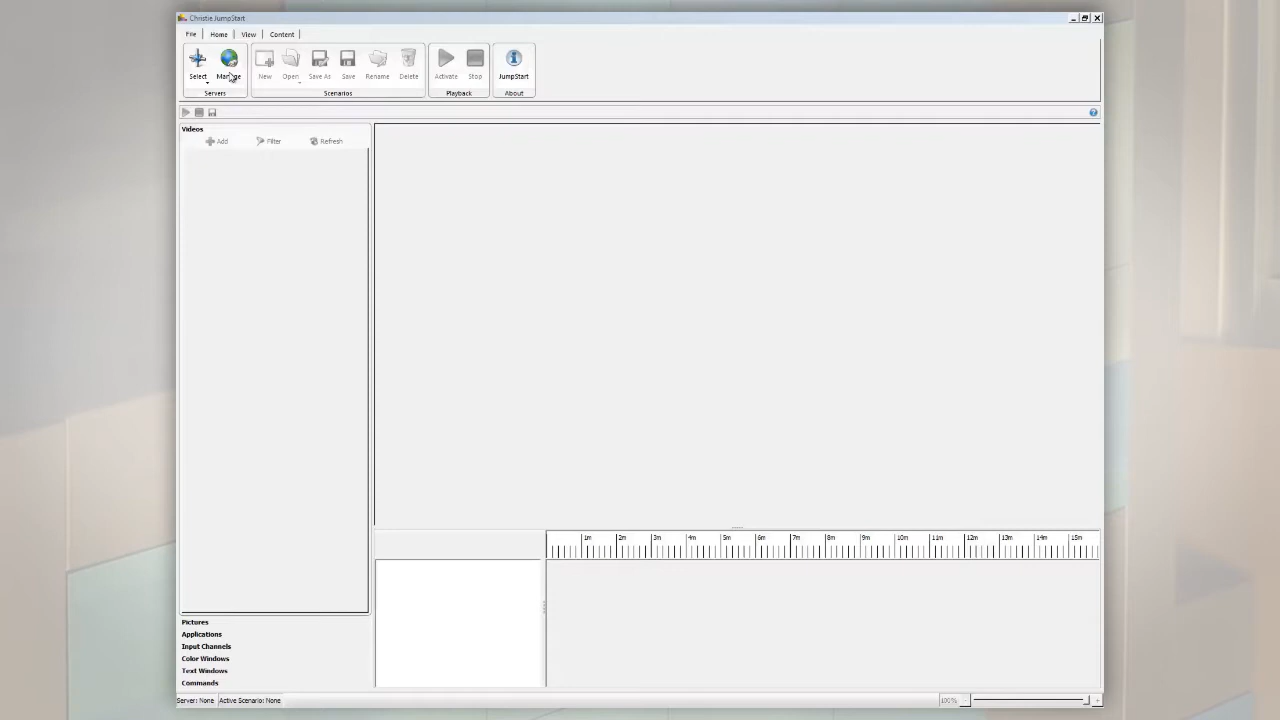 Christie JumpStart
File Home View Content
Select Manage New Open Save As Save Rename Delete Activate Stop JumpStart
Servers Scenarios Playback About
Videos
Add Filter Refresh
1m 2m 3m 4m 5m 6m 7m 8m 9m 10m 11m 12m 13m 14m 15m
Pictures
Applications
Input Channels
Color Windows
Text Windows
Commands
Server: None Active Scenario: None 100%